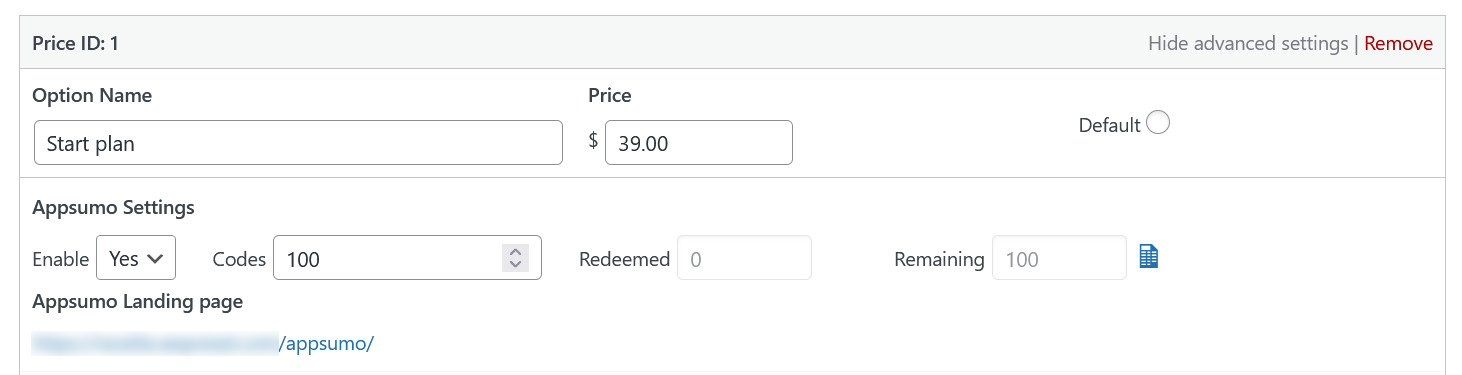 Price ID: 1 Hide advanced settings | Remove
Option Name Price
Default
Start plan $ 39.00
Appsumo Settings
Enable Yes Codes 100 Redeemed 0 Remaining 100
Appsumo Landing page
/appsumo/